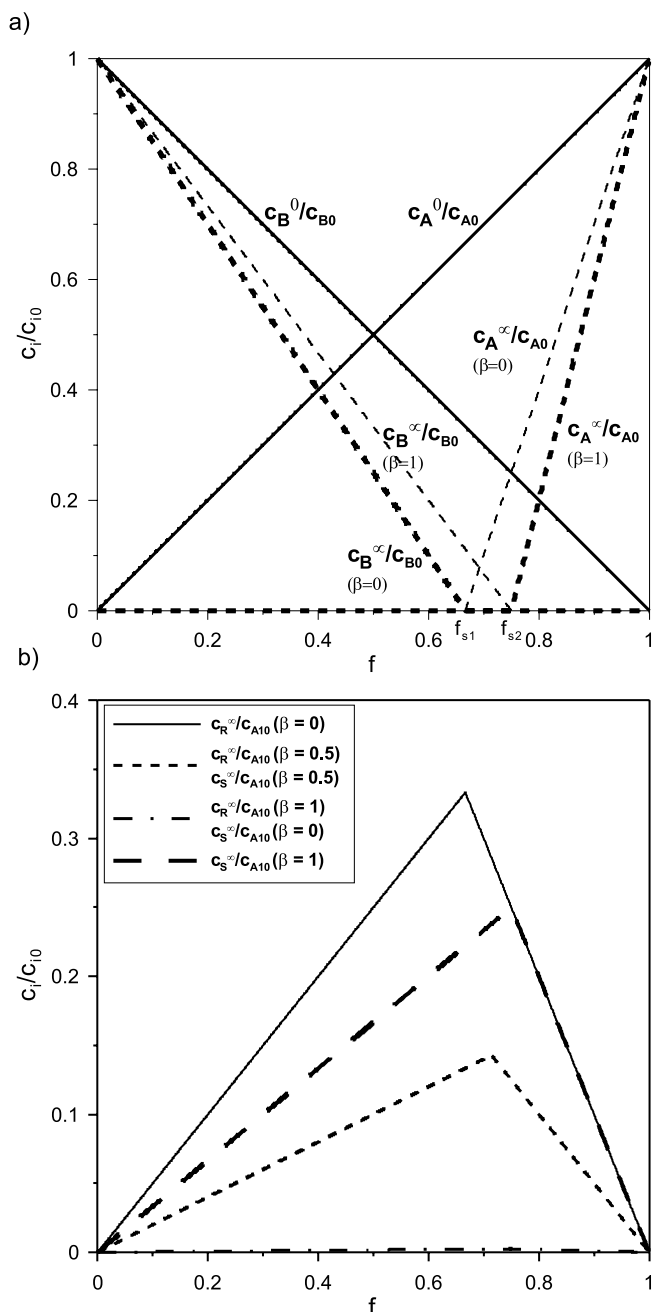 a)
1
0.8
0.6
0.4
0.2
0
c_i/c_i0
c_B^0/c_B0
c_A^0/c_A0
c_A^∝/c_A0
(β=0)
c_B^∝/c_B0
(β=1)
c_A^∝/c_A0
(β=1)
c_B^∝/c_B0
(β=0)
0 0.2 0.4 0.6 0.8 1
f_s1 f_s2
f
b)
0.4
0.3
0.2
0.1
0
c_i/c_i0
c_R^∞/c_A10 (β = 0)
c_R^∞/c_A10 (β = 0.5)
c_S^∞/c_A10 (β = 0.5)
c_R^∞/c_A10 (β = 1)
c_S^∞/c_A10 (β = 0)
c_S^∞/c_A10 (β = 1)
0 0.2 0.4 0.6 0.8 1
f